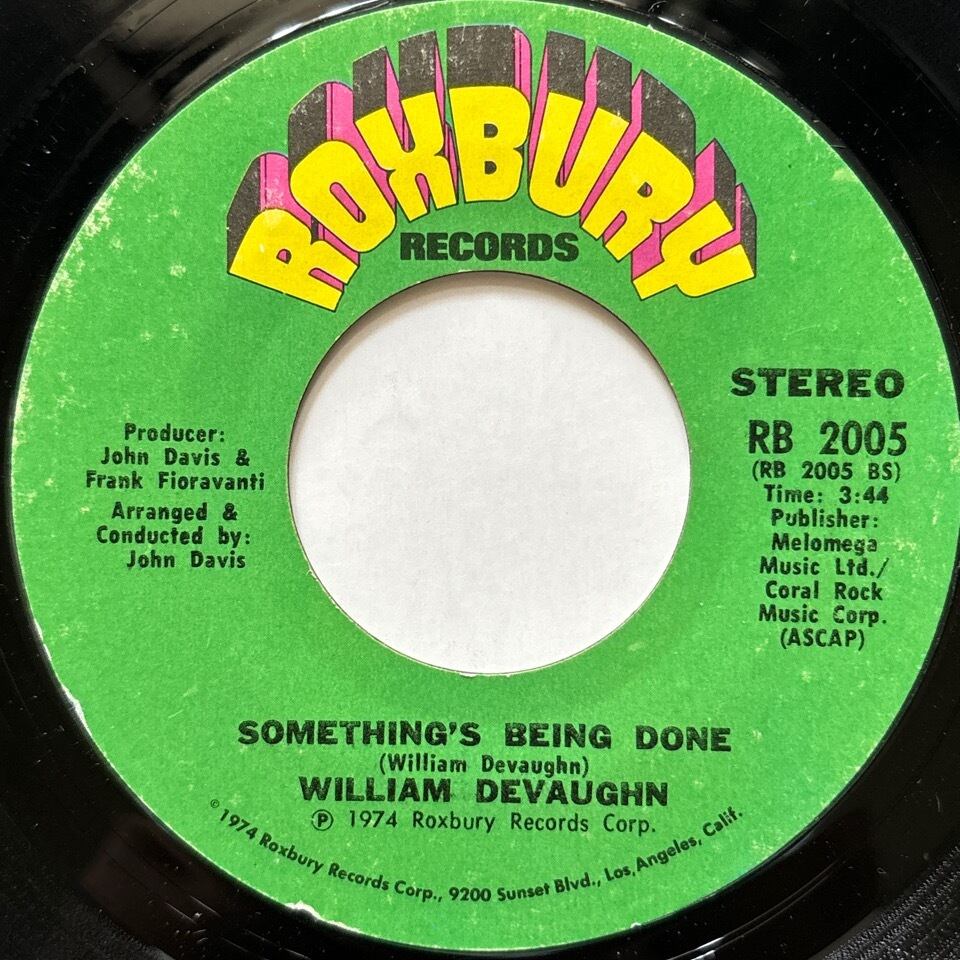 ROXBURY
RECORDS
STEREO
RB 2005
(RB 2005 BS)
Time: 3:44
Publisher:
Melomega
Music Ltd./
Coral Rock
Music Corp.
(ASCAP)
Producer:
John Davis &
Frank Fioravanti
Arranged &
Conducted by:
John Davis
SOMETHING'S BEING DONE
(William Devaughn)
WILLIAM DEVAUGHN
℗ 1974 Roxbury Records Corp.
© 1974 Roxbury Records Corp., 9200 Sunset Blvd., Los Angeles, Calif.